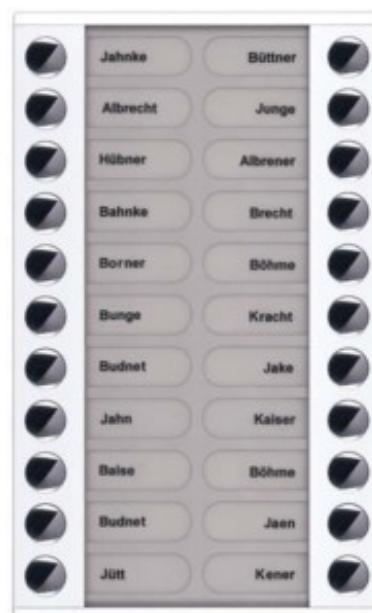 Jahnke Büttner
Albrecht Junge
Hübner Albrener
Bahnke Brecht
Borner Böhme
Bunge Kracht
Budnet Jake
Jahn Kaiser
Balse Böhme
Budnet Jaen
Jütt Kener